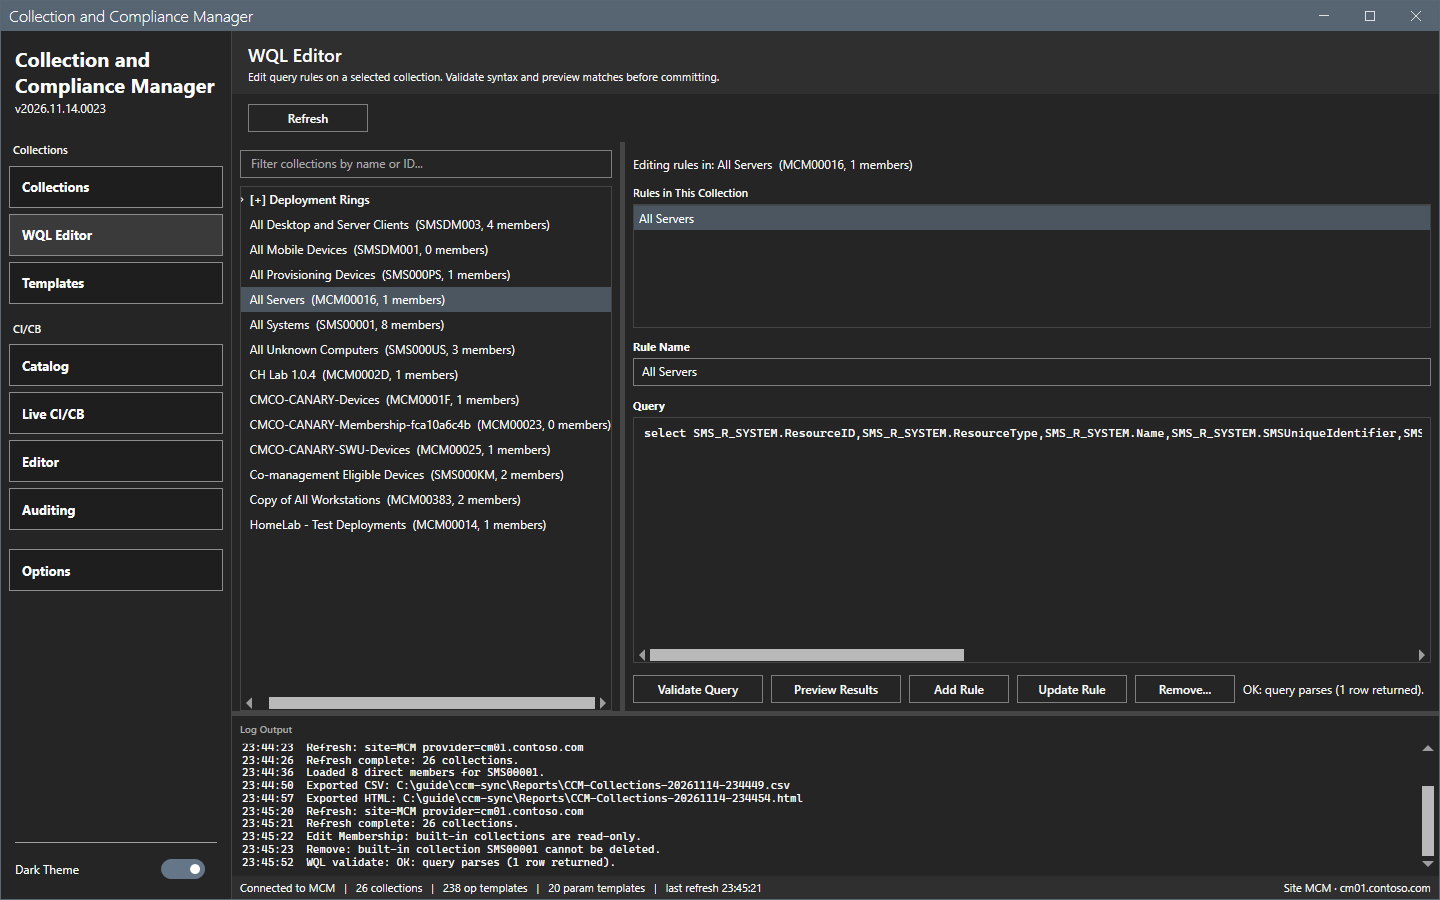 Collection and Compliance Manager
Collection and
Compliance Manager
v2026.11.14.0023
Collections
Collections
WQL Editor
Templates
CI/CB
Catalog
Live CI/CB
Editor
Auditing
Options
Dark Theme
WQL Editor
Edit query rules on a selected collection. Validate syntax and preview matches before committing.
Refresh
Filter collections by name or ID...
[+] Deployment Rings
All Desktop and Server Clients (SMSDM003, 4 members)
All Mobile Devices (SMSDM001, 0 members)
All Provisioning Devices (SMS000PS, 1 members)
All Servers (MCM00016, 1 members)
All Systems (SMS00001, 8 members)
All Unknown Computers (SMS000US, 3 members)
CH Lab 1.0.4 (MCM0002D, 1 members)
CMCO-CANARY-Devices (MCM0001F, 1 members)
CMCO-CANARY-Membership-fca10a6c4b (MCM00023, 0 members)
CMCO-CANARY-SWU-Devices (MCM00025, 1 members)
Co-management Eligible Devices (SMS000KM, 2 members)
Copy of All Workstations (MCM00383, 2 members)
HomeLab - Test Deployments (MCM00014, 1 members)
Editing rules in: All Servers (MCM00016, 1 members)
Rules in This Collection
All Servers
Rule Name
All Servers
Query
select SMS_R_SYSTEM.ResourceID,SMS_R_SYSTEM.ResourceType,SMS_R_SYSTEM.Name,SMS_R_SYSTEM.SMSUniqueIdentifier,SMS
Validate Query
Preview Results
Add Rule
Update Rule
Remove...
OK: query parses (1 row returned).
Log Output
23:44:23 Refresh: site=MCM provider=cm01.contoso.com
23:44:26 Refresh complete: 26 collections.
23:44:36 Loaded 8 direct members for SMS00001.
23:44:50 Exported CSV: C:\guide\ccm-sync\Reports\CCM-Collections-20261114-234449.csv
23:44:57 Exported HTML: C:\guide\ccm-sync\Reports\CCM-Collections-20261114-234454.html
23:45:20 Refresh: site=MCM provider=cm01.contoso.com
23:45:21 Refresh complete: 26 collections.
23:45:22 Edit Membership: built-in collections are read-only.
23:45:23 Remove: built-in collection SMS00001 cannot be deleted.
23:45:52 WQL validate: OK: query parses (1 row returned).
Connected to MCM | 26 collections | 238 op templates | 20 param templates | last refresh 23:45:21
Site MCM · cm01.contoso.com